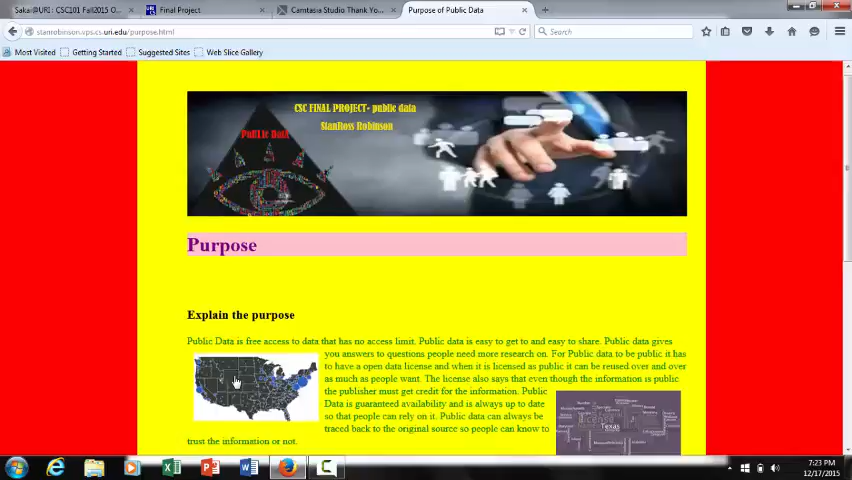 Sakai@URI : CSC101 Fall2015 O...
Final Project
Camtasia Studio Thank Yo...
Purpose of Public Data
stanrobinson.vps.cs.uri.edu/purpose.html
Search
Most Visited
Getting Started
Suggested Sites
Web Slice Gallery
CSC FINAL PROJECT- public data
StanRoss Robinson
PuBLIc DatA
Purpose
Explain the purpose
Public Data is free access to data that has no access limit. Public data is easy to get to and easy to share. Public data gives
you answers to questions people need more research on. For Public data to be public it has
to have a open data license and when it is licensed as public it can be reused over and over
as much as people want. The license also says that even though the information is public
the publisher must get credit for the information. Public
Data is guaranteed availability and is always up to date
so that people can rely on it. Public data can always be
traced back to the original source so people can know to
trust the information or not.
license
Texas
7:23 PM
12/17/2015